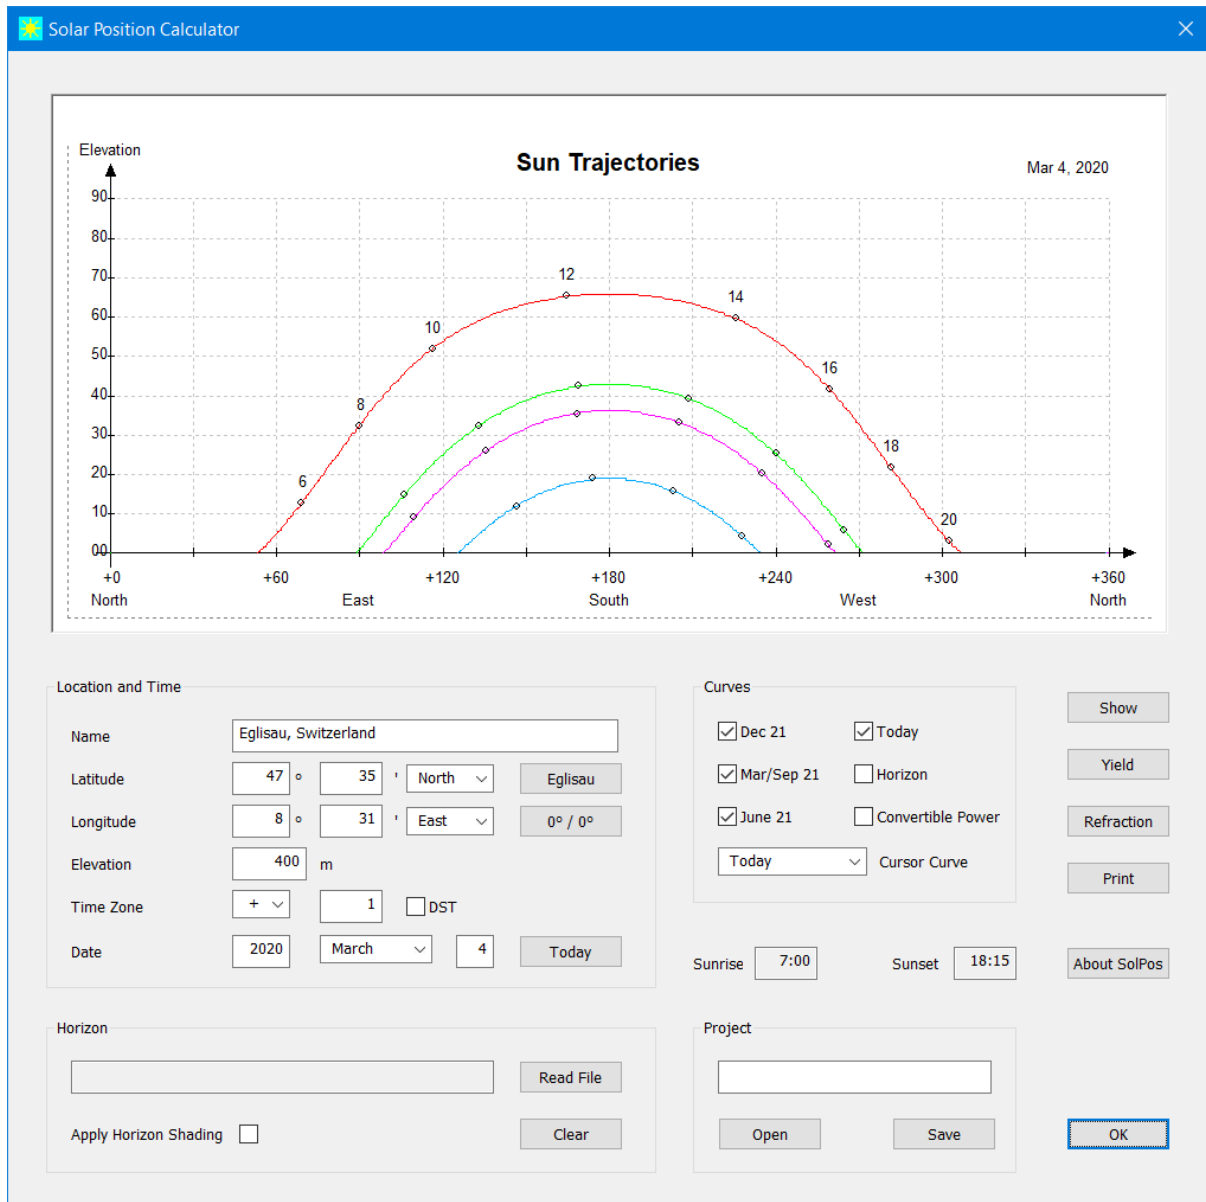 Solar Position Calculator
Elevation
Sun Trajectories
Mar 4, 2020
90
80
70
60
50
40
30
20
10
00
6
8
10
12
14
16
18
20
+0 +60 +120 +180 +240 +300 +360
North East South West North
Location and Time
Name Eglisau, Switzerland
Latitude 47 ° 35 ' North Eglisau
Longitude 8 ° 31 ' East 0° / 0°
Elevation 400 m
Time Zone + 1 DST
Date 2020 March 4 Today
Curves
Dec 21 Today
Mar/Sep 21 Horizon
June 21 Convertible Power
Today Cursor Curve
Sunrise 7:00 Sunset 18:15
Show
Yield
Refraction
Print
About SolPos
Horizon
Read File
Apply Horizon Shading Clear
Project
Open Save
OK